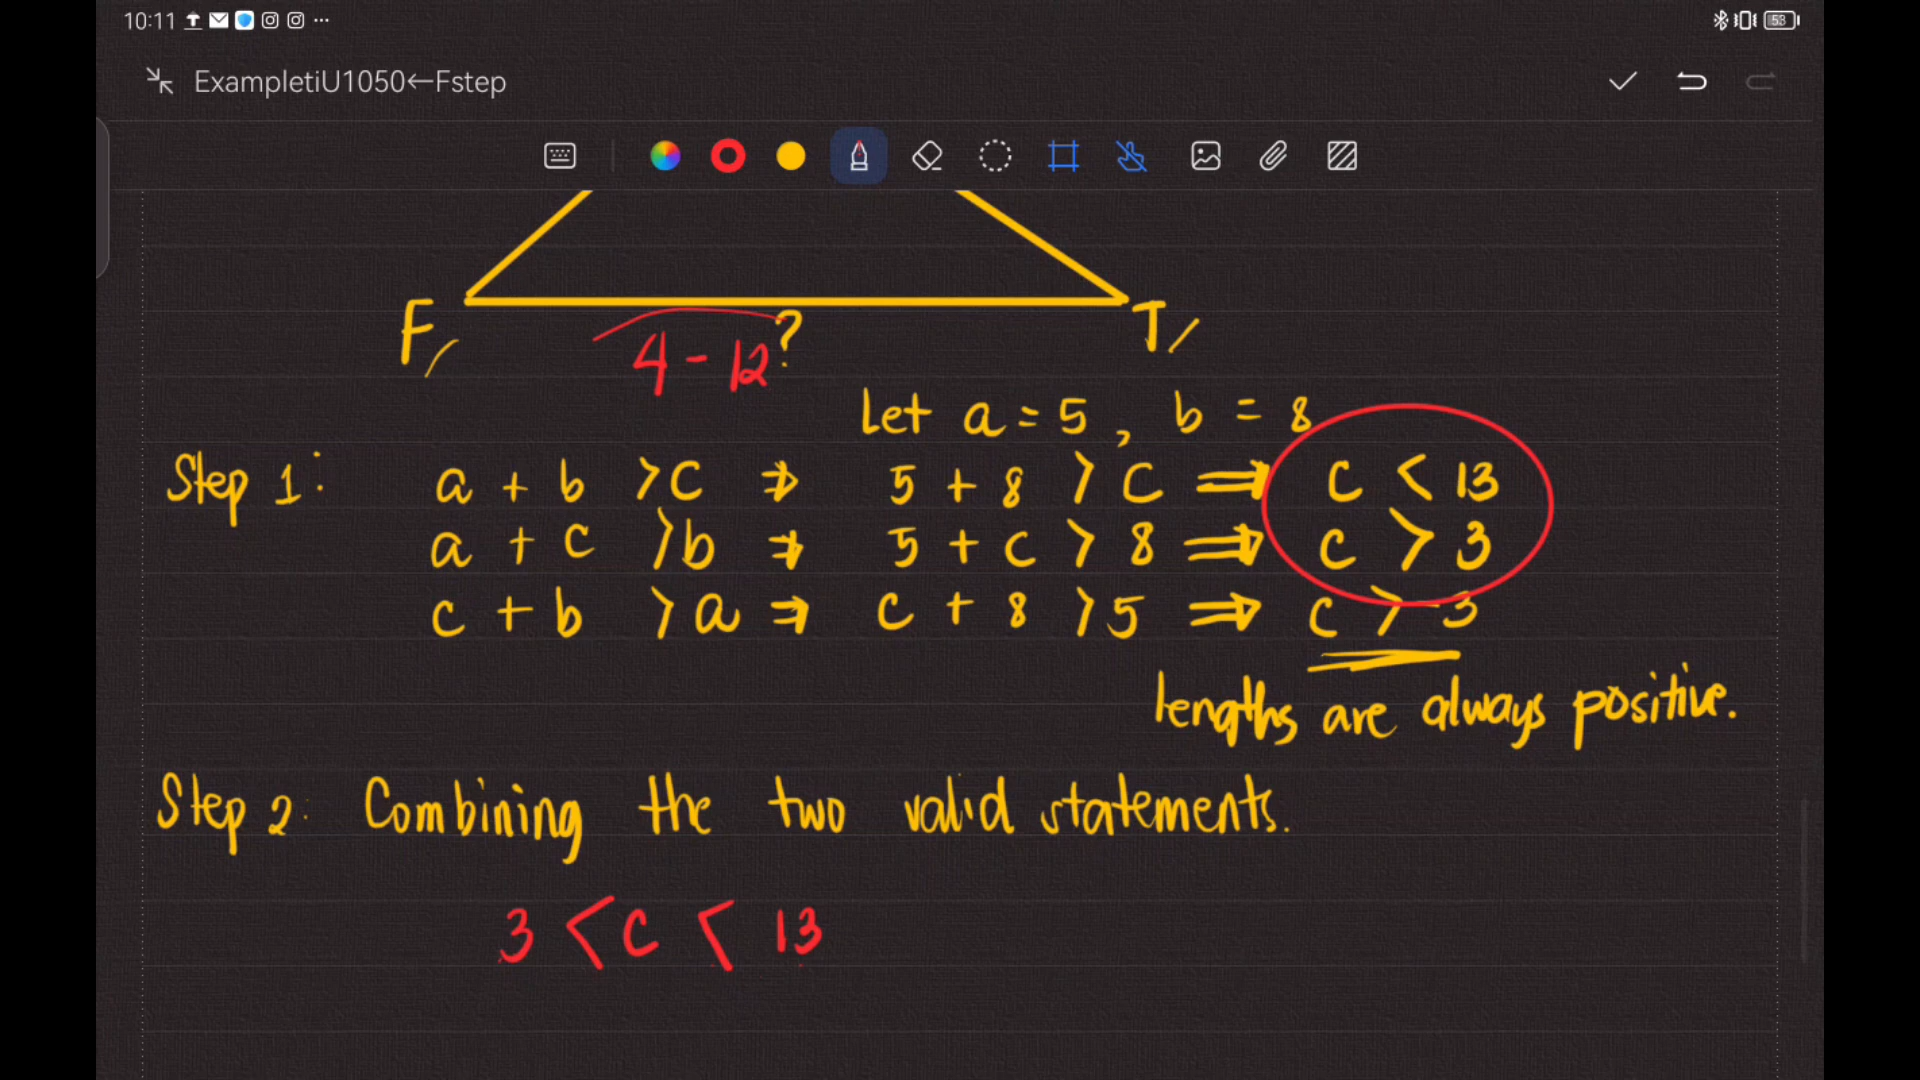 10:11 ··· 53
ExampletiU1050←Fstep
F, ? T,
4 - 12
Let a = 5 , b = 8
Step 1: a + b > c ⇒ 5 + 8 > C ⇒ C < 13
a + c > b ⇒ 5 + c > 8 ⇒ c > 3
c + b > a ⇒ c + 8 > 5 ⇒ c > -3
lengths are always positive.
Step 2: Combining the two valid statements.
3 < c < 13